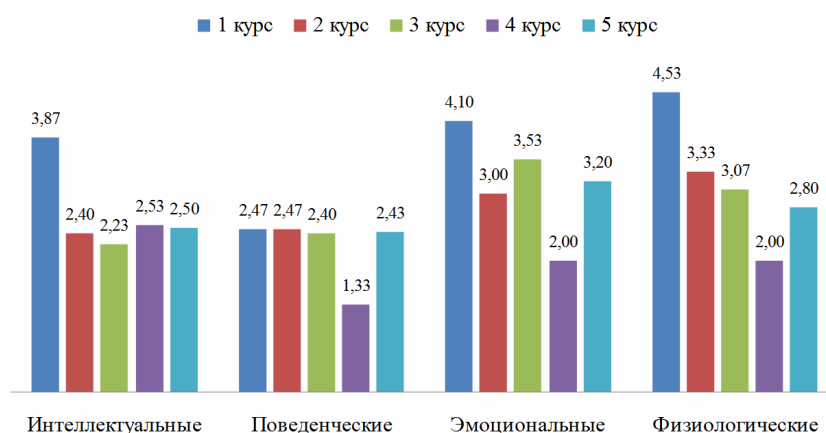 1 курс 2 курс 3 курс 4 курс 5 курс
3,87 2,40 2,23 2,53 2,50
2,47 2,47 2,40 1,33 2,43
4,10 3,00 3,53 2,00 3,20
4,53 3,33 3,07 2,00 2,80
Интеллектуальные Поведенческие Эмоциональные Физиологические